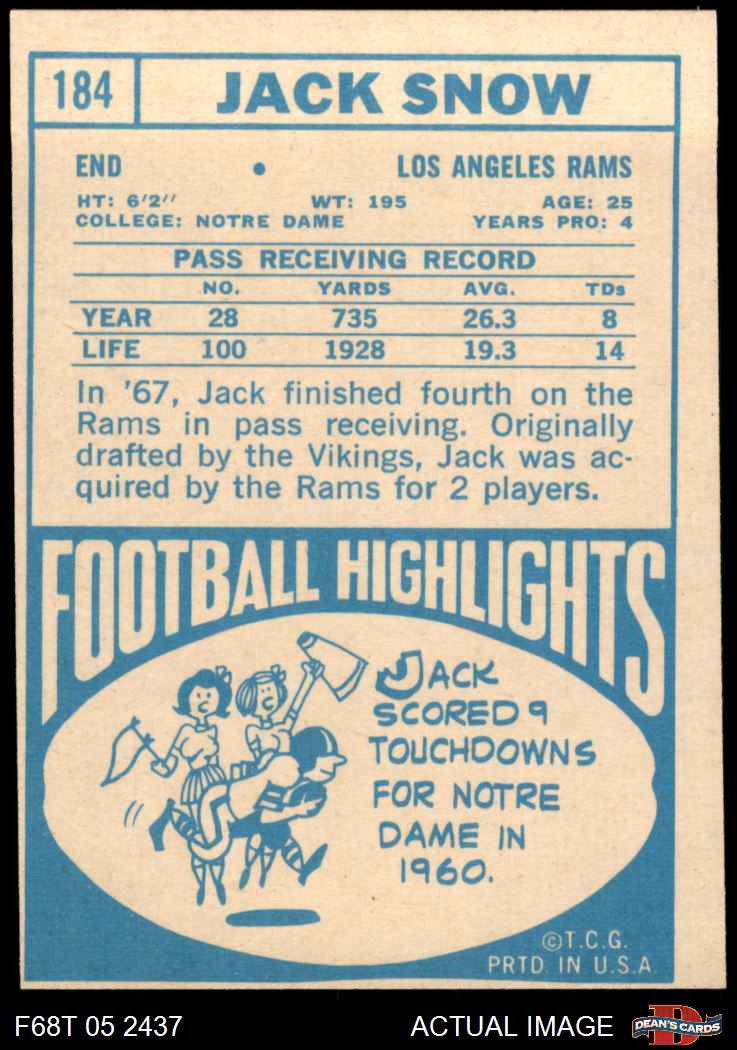 184 JACK SNOW
END • LOS ANGELES RAMS
HT: 6'2" WT: 195 AGE: 25
COLLEGE: NOTRE DAME YEARS PRO: 4
PASS RECEIVING RECORD
NO. YARDS AVG. TDs
YEAR 28 735 26.3 8
LIFE 100 1928 19.3 14
In '67, Jack finished fourth on the
Rams in pass receiving. Originally
drafted by the Vikings, Jack was ac-
quired by the Rams for 2 players.
FOOTBALL HIGHLIGHTS
JACK
SCORED 9
TOUCHDOWNS
FOR NOTRE
DAME IN
1960.
©T.C.G.
PRTD. IN U.S.A.
F68T 05 2437 ACTUAL IMAGE DEAN'S CARDS